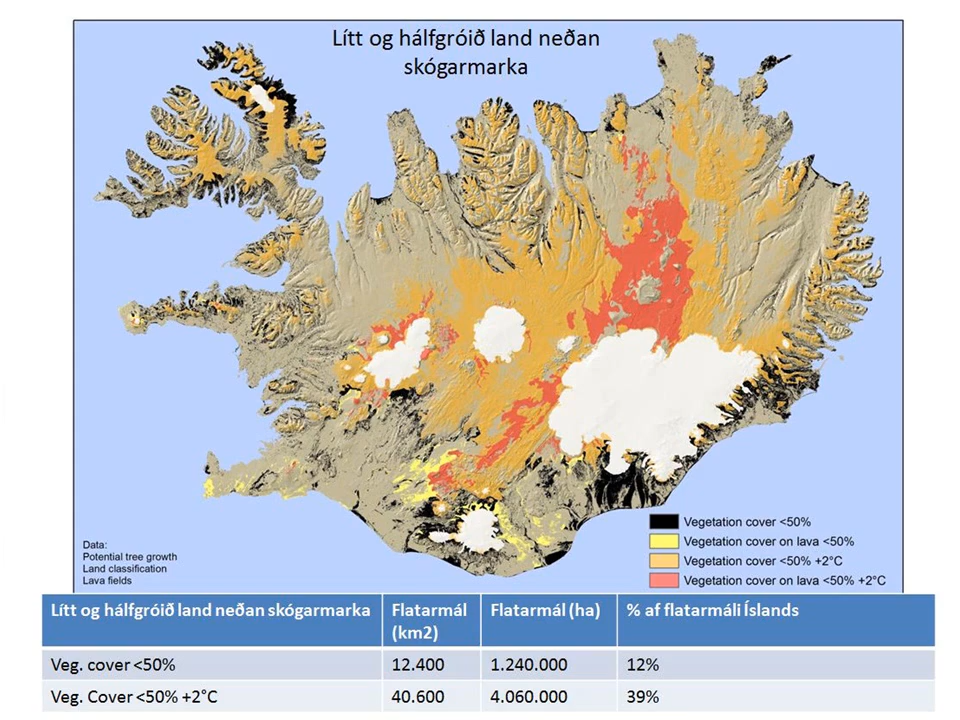 Lítt og hálfgróið land neðan
skógarmarka
Vegetation cover <50%
Vegetation cover on lava <50%
Vegetation cover <50% +2°C
Vegetation cover on lava <50% +2°C
Data:
Potential tree growth
Land classification
Lava fields
Lítt og hálfgróið land neðan skógarmarka Flatarmál (km2) Flatarmál (ha) % af flatarmáli Íslands
Veg. cover <50% 12.400 1.240.000 12%
Veg. Cover <50% +2°C 40.600 4.060.000 39%